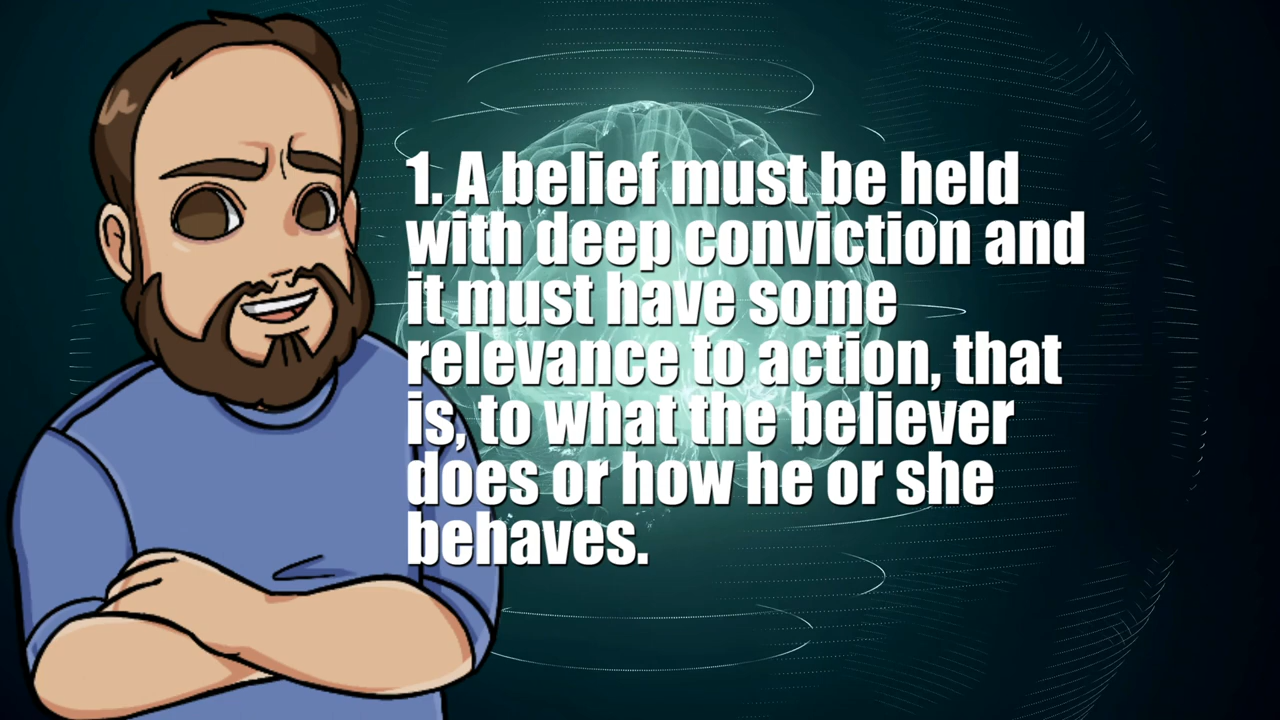 1. A belief must be held
with deep conviction and
it must have some
relevance to action, that
is, to what the believer
does or how he or she
behaves.